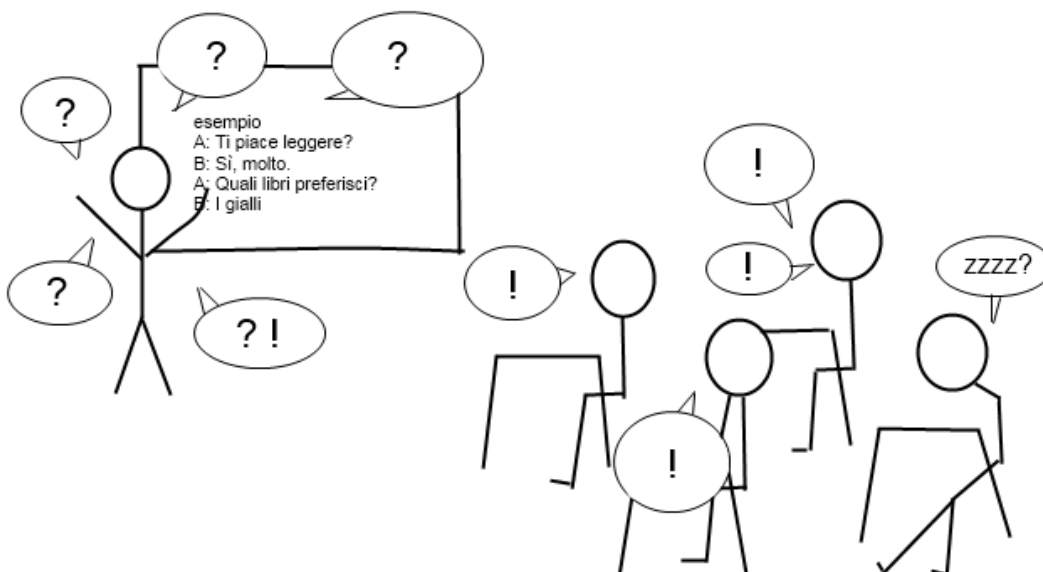 ?
?
?
esempio
A: Ti piace leggere?
B: Sì, molto.
A: Quali libri preferisci?
B: I gialli
?
? !
!
!
!
zzzz?
!